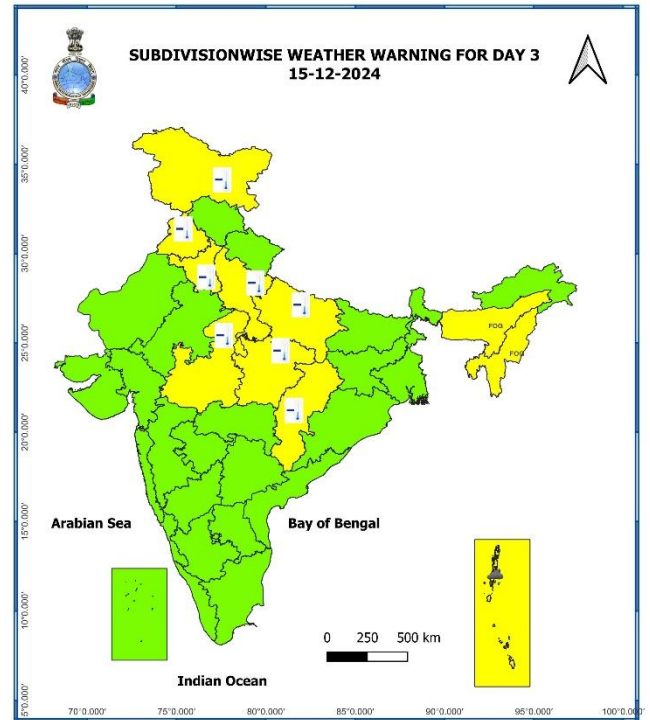 SUBDIVISIONWISE WEATHER WARNING FOR DAY 3
15-12-2024
40°0.000'
35°0.000'
30°0.000'
25°0.000'
20°0.000'
15°0.000'
10°0.000'
5°0.000'
FOG
FOG
Arabian Sea
Bay of Bengal
0 250 500 km
Indian Ocean
70°0.000' 75°0.000' 80°0.000' 85°0.000' 90°0.000' 95°0.000' 100°0.000'